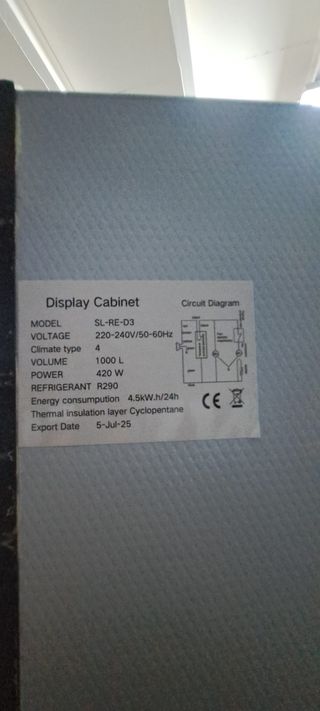 Display Cabinet
Circuit Diagram
MODEL SL-RE-D3
VOLTAGE 220-240V/50-60Hz
Climate type 4
VOLUME 1000 L
POWER 420 W
REFRIGERANT R290
Energy consumpution 4.5kW.h/24h
Thermal insulation layer Cyclopentane
Export Date 5-Jul-25
CE